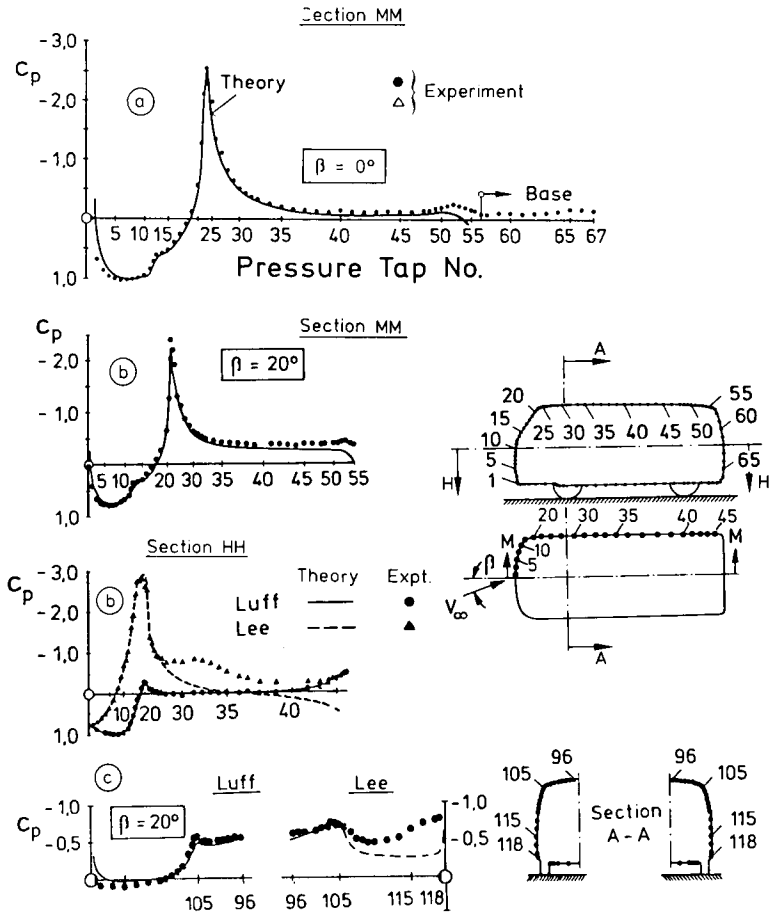 Section MM
- 3,0
Cp
- 2,0
- 1,0
1,0
a
Theory
● } Experiment
△
β = 0°
Base
5 10 15 25 30 35 40 45 50 55 60 65 67
Pressure Tap No.
Section MM
Cp
- 2,0
- 1,0
1,0
b
β = 20°
5 10 20 30 40 45 50 55
A
20 55
15 60
10 25 30 35 40 45 50
5 65
H 1 H
Section HH
- 3,0
Cp
- 2,0
- 1,0
1,0
b
Theory Expt.
Luff — ●
Lee --- ▲
10 20 30 35 40
20 30 35 40 45
M 10 M
β 5
V∞
A
c
Luff Lee
- 1,0
Cp
- 0,5
β = 20°
105 96
- 1,0
- 0,5
96 105 115 118
96 96
105 105
Section
A - A
115 115
118 118